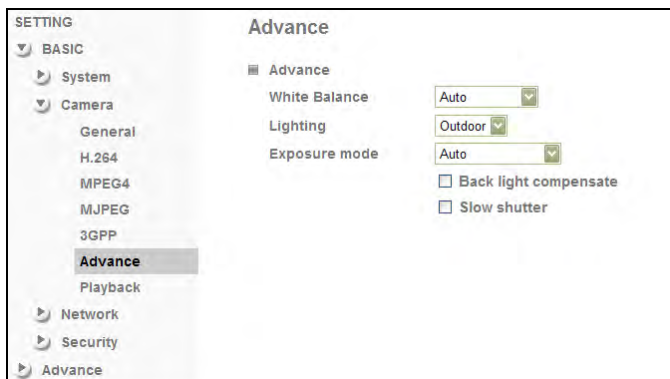 SETTING
BASIC
System
Camera
General
H.264
MPEG4
MJPEG
3GPP
Advance
Playback
Network
Security
Advance
Advance
Advance
White Balance Auto
Lighting Outdoor
Exposure mode Auto
Back light compensate
Slow shutter